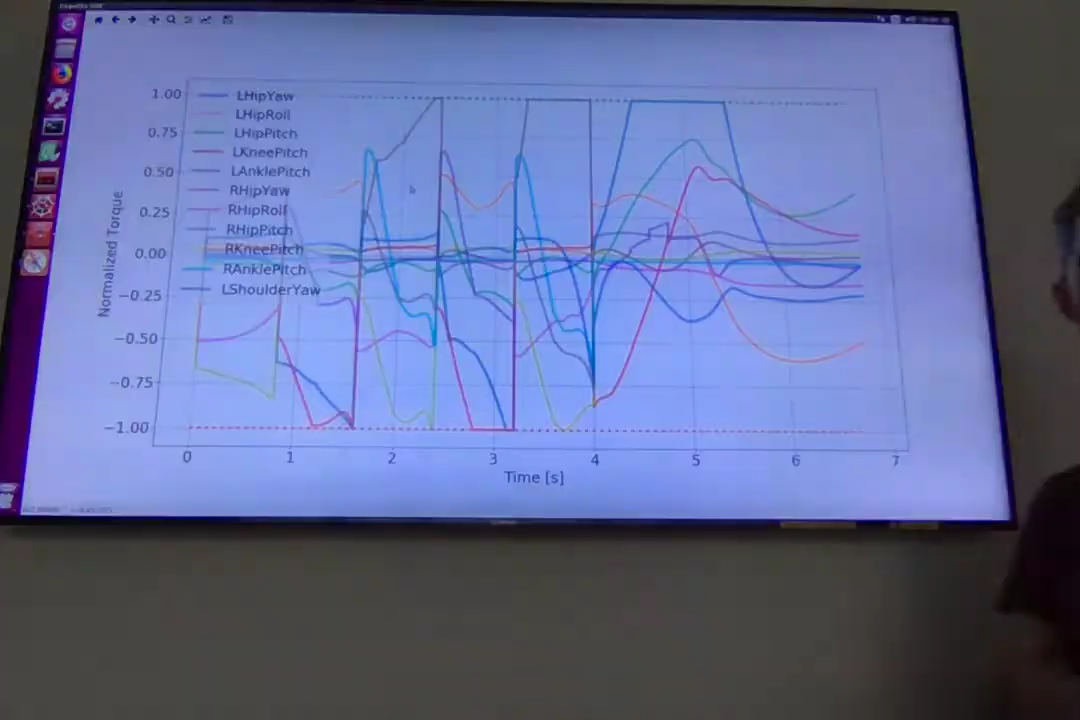 1.00
0.75
0.50
0.25
0.00
−0.25
−0.50
−0.75
−1.00
Normalized Torque
LHipYaw
LHipRoll
LHipPitch
LKneePitch
LAnklePitch
RHipYaw
RHipRoll
RHipPitch
RKneePitch
RAnklePitch
LShoulderYaw
0 1 2 3 4 5 6 7
Time [s]